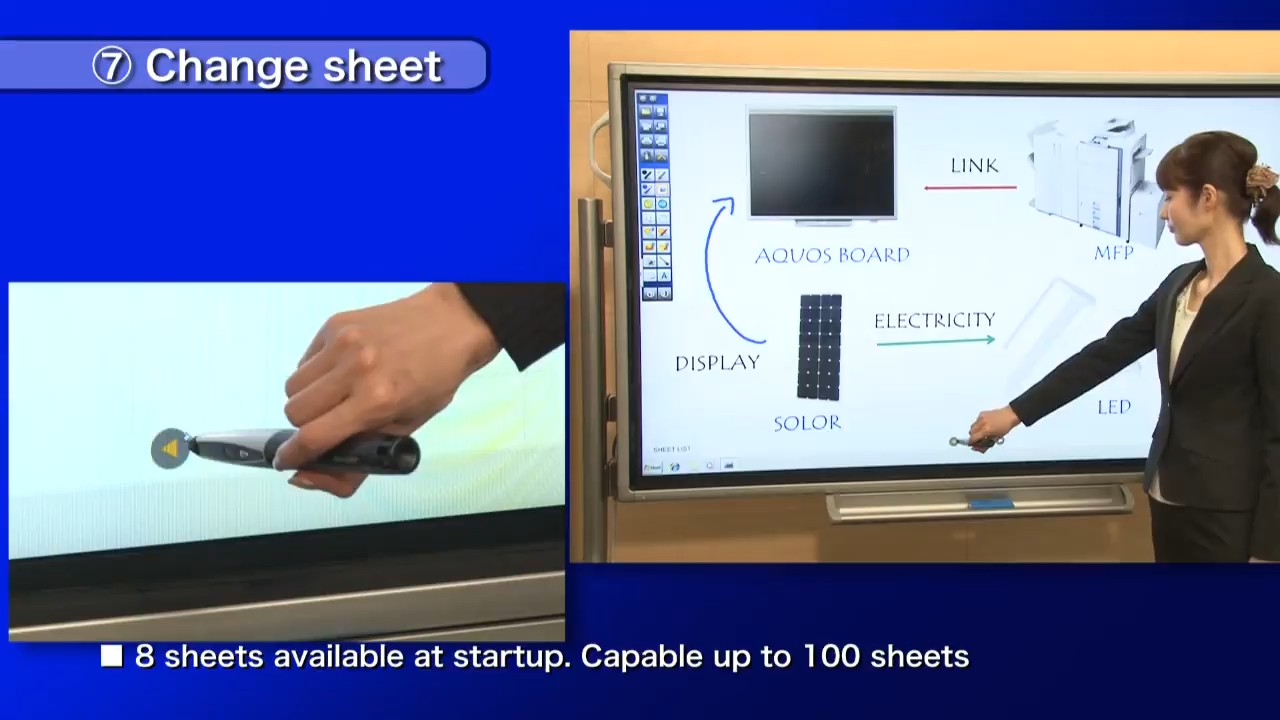 ⑦ Change sheet
LINK
AQUOS BOARD
MFP
ELECTRICITY
DISPLAY
LED
SOLOR
SHEET LIST
■ 8 sheets available at startup. Capable up to 100 sheets